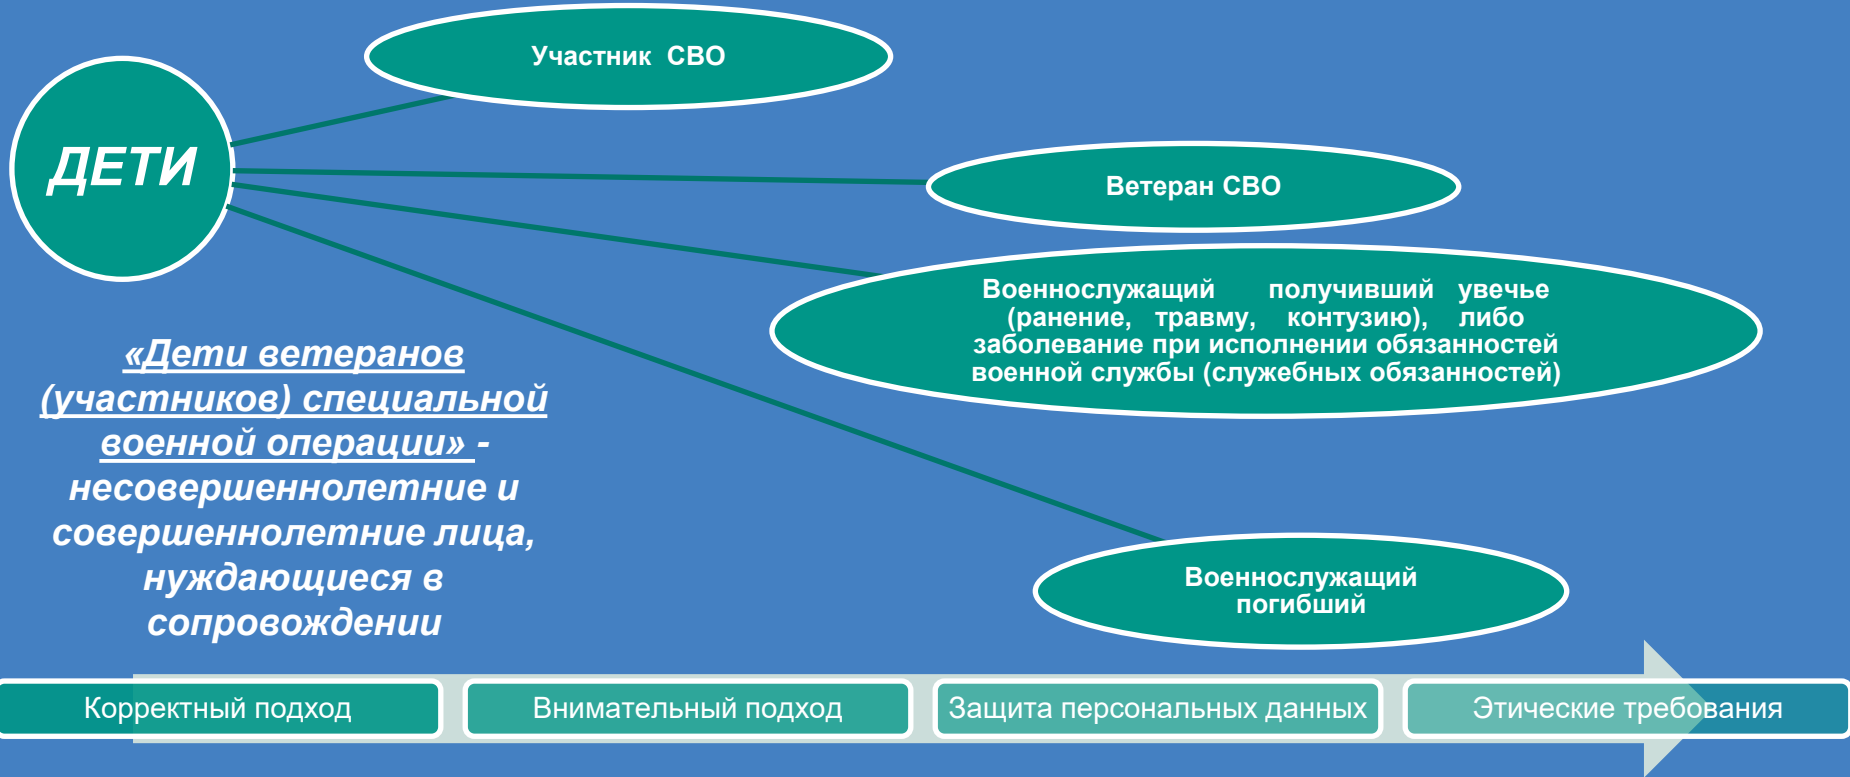 Участник СВО
ДЕТИ
Ветеран СВО
Военнослужащий получивший увечье
(ранение, травму, контузию), либо
заболевание при исполнении обязанностей
военной службы (служебных обязанностей)
«Дети ветеранов
(участников) специальной
военной операции» -
несовершеннолетние и
совершеннолетние лица,
нуждающиеся в
сопровождении
Военнослужащий
погибший
Корректный подход
Внимательный подход
Защита персональных данных
Этические требования